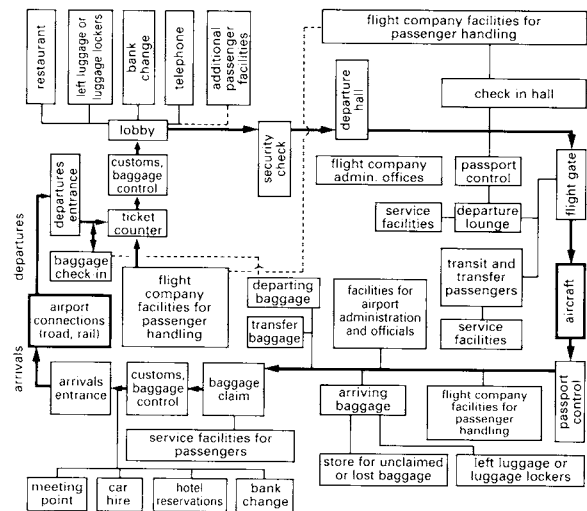 restaurant
left luggage or
luggage lockers
bank
change
telephone
additional
passenger
facilities
flight company facilities for
passenger handling
departure
hall
check in hall
lobby
security
check
customs,
baggage
control
flight company
admin. offices
passport
control
flight gate
departures
entrance
ticket
counter
service
facilities
departure
lounge
departures
baggage
check in
flight
company
facilities for
passenger
handling
departing
baggage
facilities
for airport
administration
and officials
transit and
transfer
passengers
aircraft
airport
connections
(road, rail)
transfer
baggage
service
facilities
arrivals
arrivals
entrance
customs,
baggage
control
baggage
claim
arriving
baggage
flight company
facilities for
passenger
handling
passport
control
service facilities for
passengers
store for unclaimed
or lost baggage
left luggage or
luggage lockers
meeting
point
car
hire
hotel
reservations
bank
change